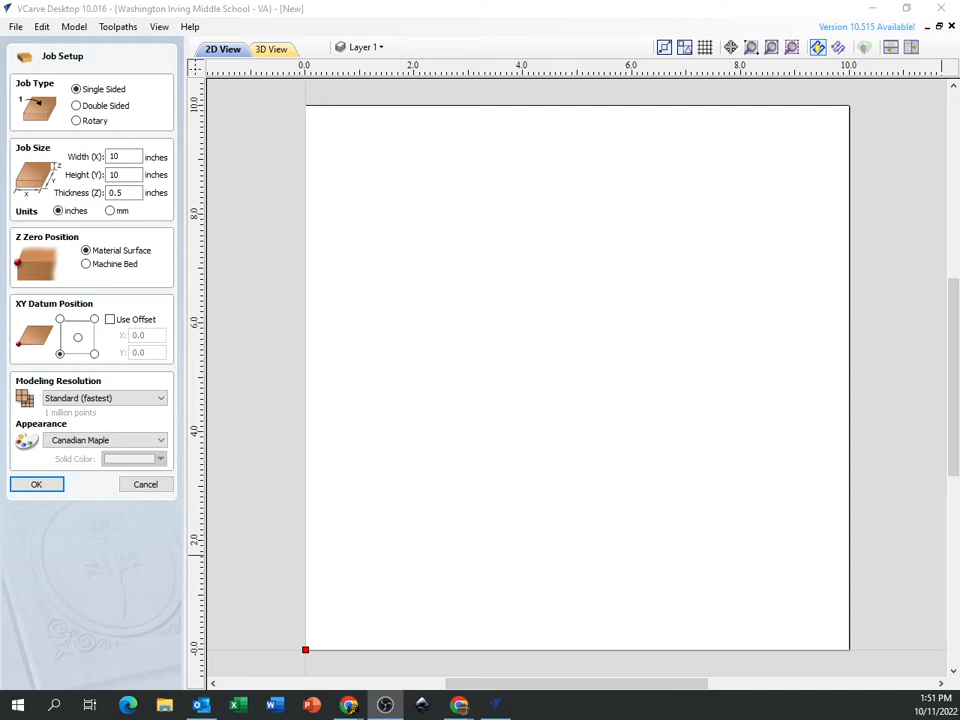 VCarve Desktop 10.016 - {Washington Irving Middle School - VA} - [New]
File Edit Model Toolpaths View Help
Version 10.515 Available!
Job Setup
2D View 3D View Layer 1
Job Type
1
Single Sided
Double Sided
Rotary
Job Size
Width (X): 10 inches
Height (Y): 10 inches
Thickness (Z): 0.5 inches
Z
Y
X
Units inches mm
Z Zero Position
Material Surface
Machine Bed
XY Datum Position
Use Offset
X: 0.0
Y: 0.0
Modeling Resolution
Standard (fastest)
1 million points
Appearance
Canadian Maple
Solid Color:
OK Cancel
0.0 2.0 4.0 6.0 8.0 10.0
10.0
8.0
6.0
4.0
2.0
-0.0
1:51 PM
10/11/2022